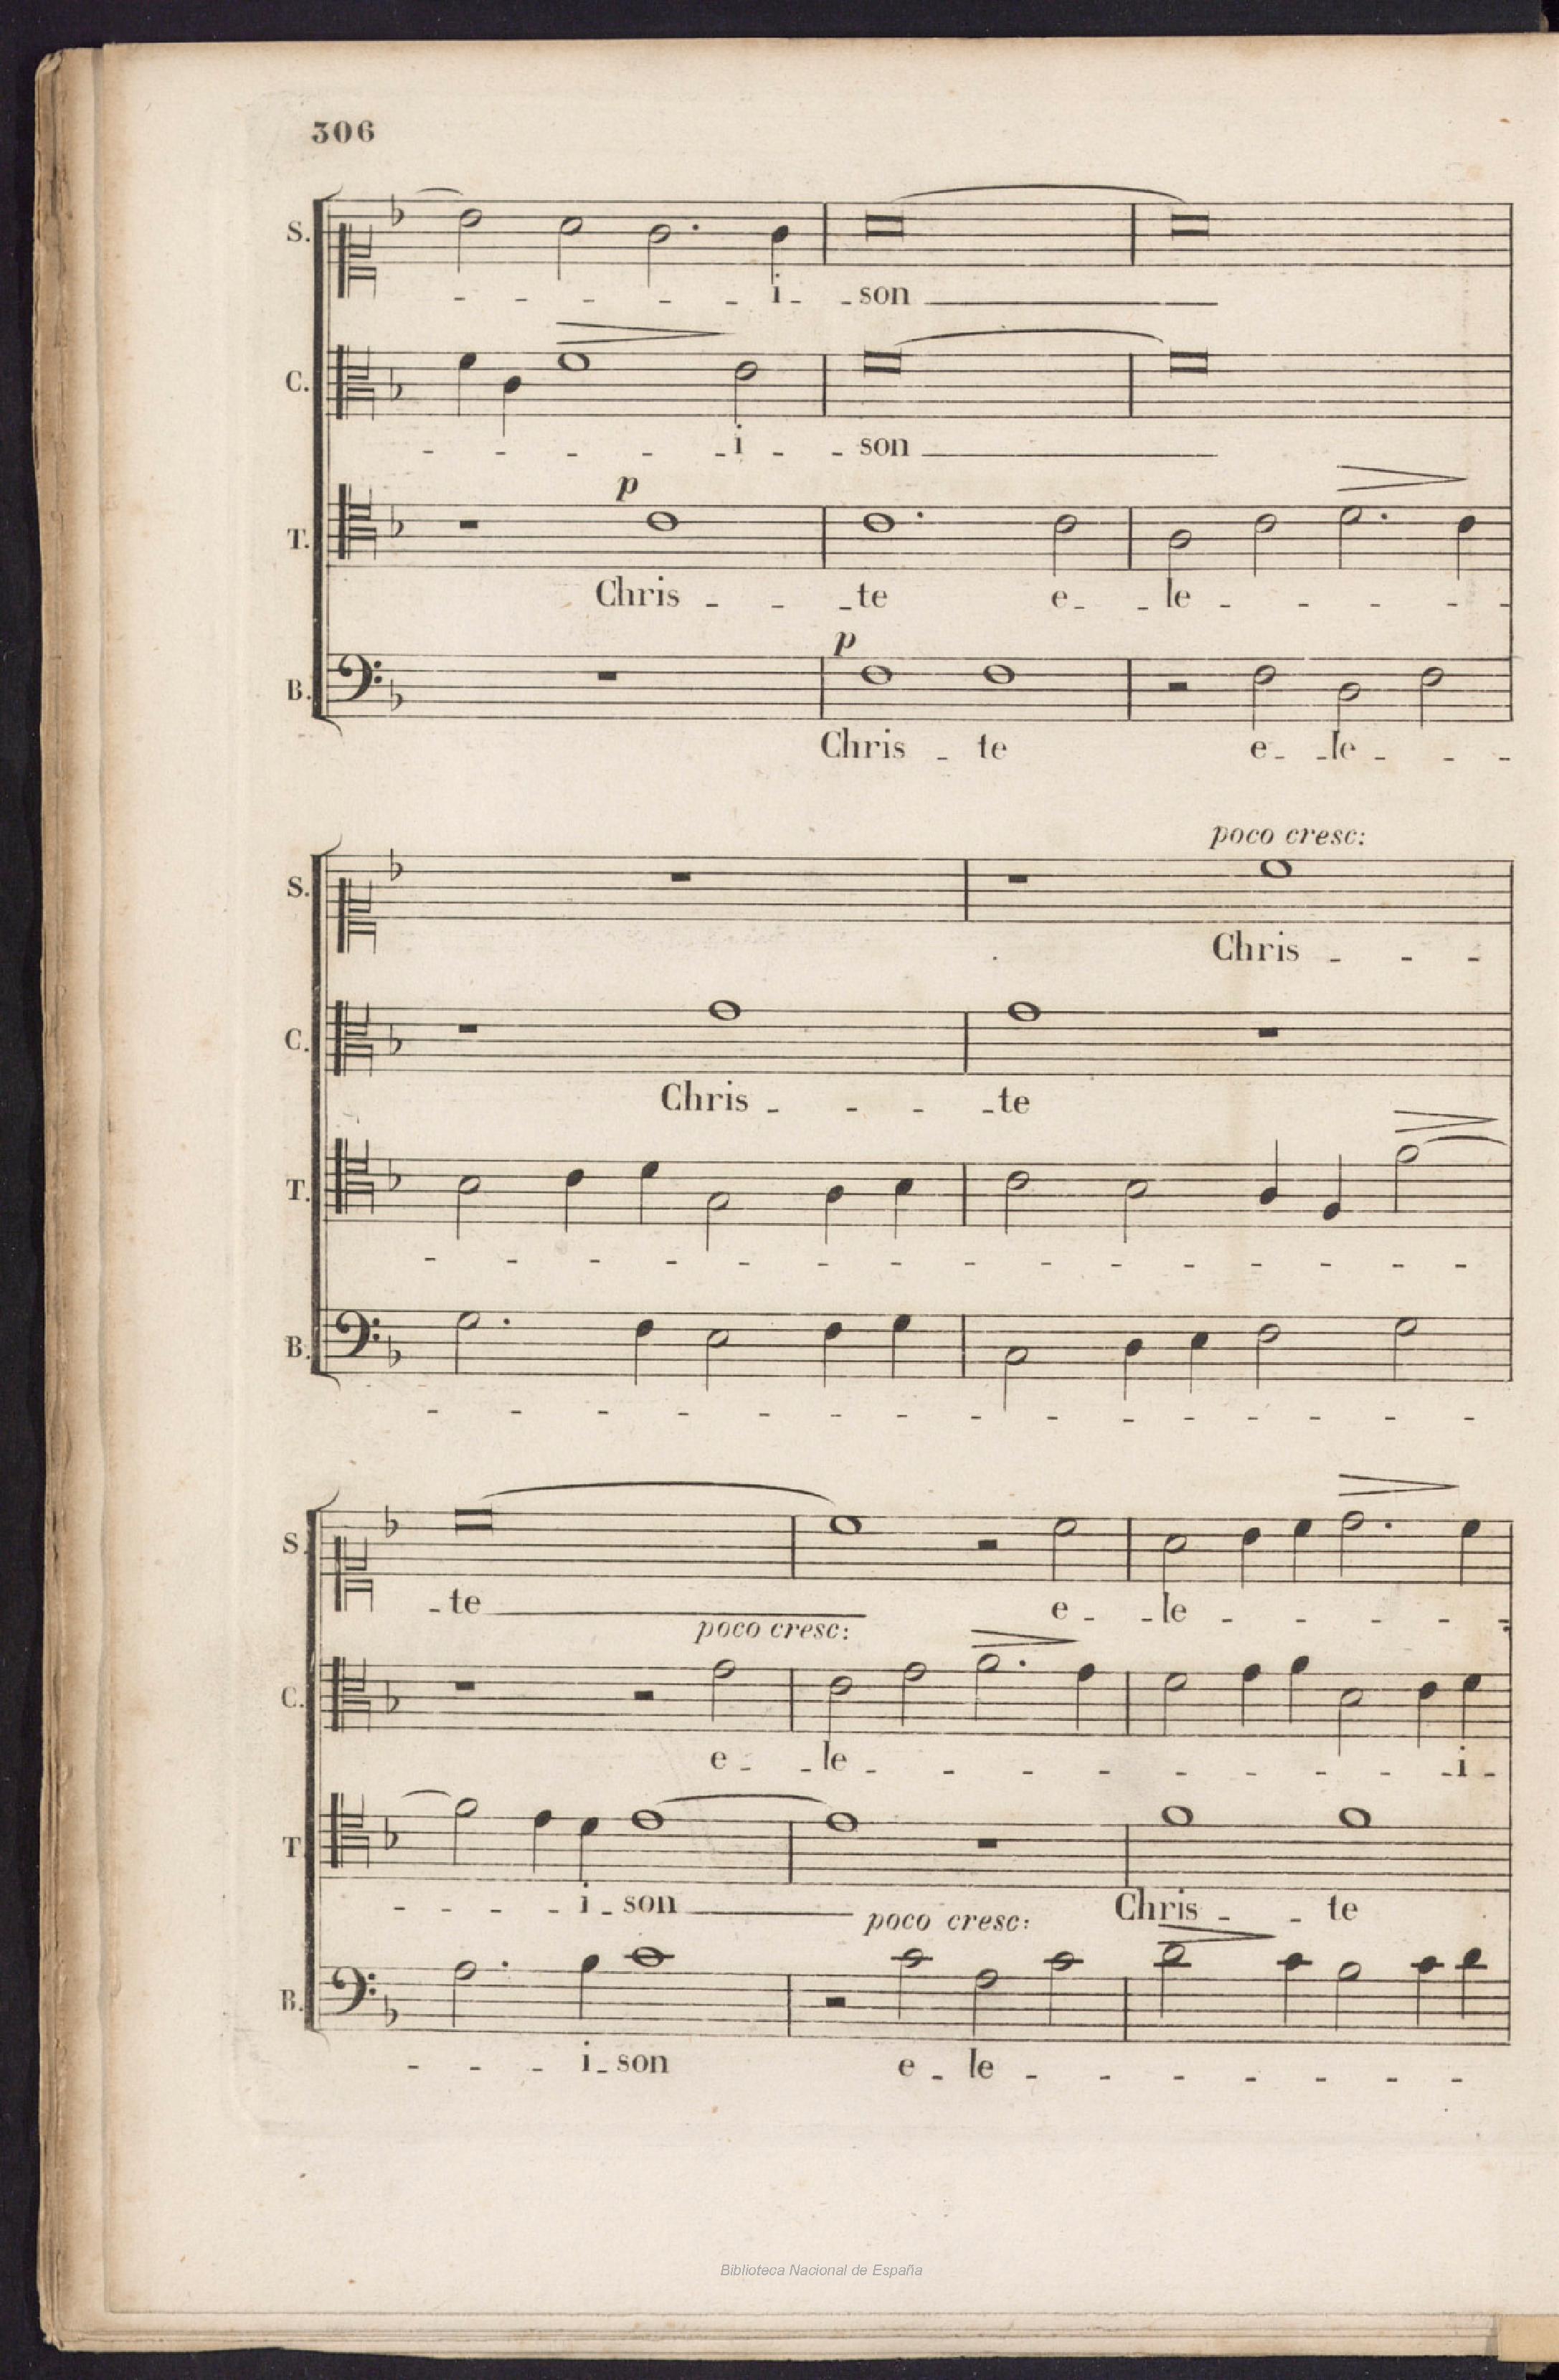 306
S.
- - - - - i - - son
C.
- - - - - i - - son
p
T.
Chris - - - te e - - le - - - -
p
B.
Chris - te e - - le - - -
poco cresc:
S.
Chris - - -
C.
Chris - - - - te
T.
- - - - - - - - - - - - - - -
B.
- - - - - - - - - - - - - - -
S.
- te e - - le - - - - -
poco cresc:
C.
e - - le - - - - - - - - - i -
T.
- - - - i - son Chris - - te
poco cresc:
B.
- - - i - son e - le - - - - - - -
Biblioteca Nacional de España